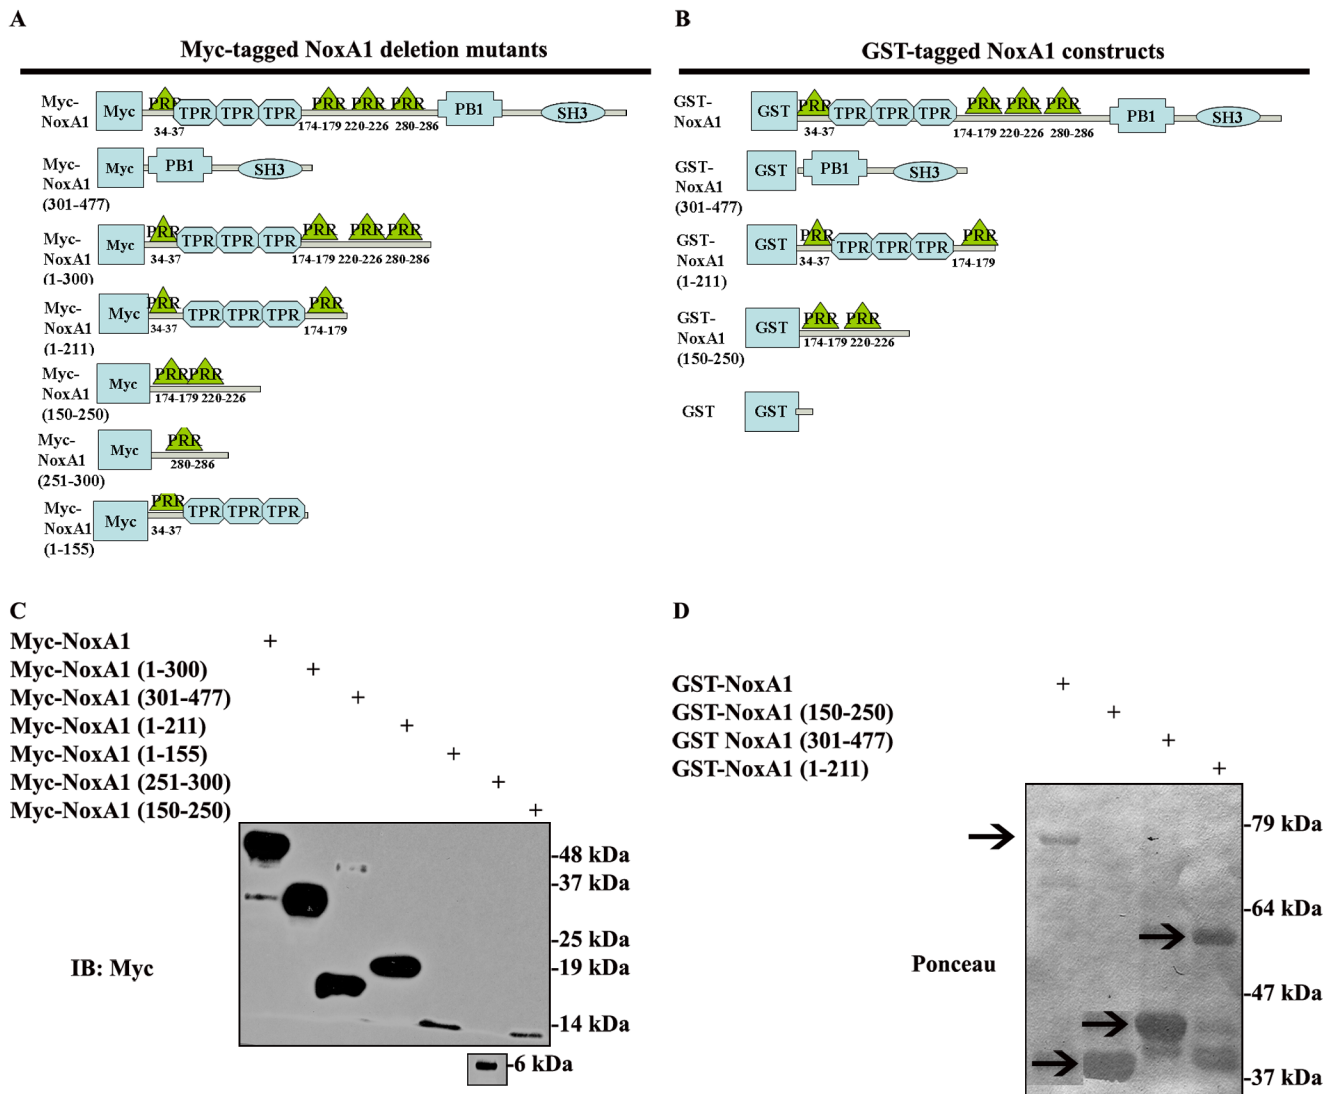 A
Myc-tagged NoxA1 deletion mutants
Myc-
NoxA1
Myc PRR TPR TPR TPR PRR PRR PRR PB1 SH3
34-37 174-179 220-226 280-286
Myc-
NoxA1
(301-477)
Myc PB1 SH3
Myc-
NoxA1
(1-300)
Myc PRR TPR TPR TPR PRR PRR PRR
34-37 174-179 220-226 280-286
Myc-
NoxA1
(1-211)
Myc PRR TPR TPR TPR PRR
34-37 174-179
Myc-
NoxA1
(150-250)
Myc PRR PRR
174-179 220-226
Myc-
NoxA1
(251-300)
Myc PRR
280-286
Myc-
NoxA1
(1-155)
Myc PRR TPR TPR TPR
34-37
B
GST-tagged NoxA1 constructs
GST-
NoxA1
GST PRR TPR TPR TPR PRR PRR PRR PB1 SH3
34-37 174-179 220-226 280-286
GST-
NoxA1
(301-477)
GST PB1 SH3
GST-
NoxA1
(1-211)
GST PRR TPR TPR TPR PRR
34-37 174-179
GST-
NoxA1
(150-250)
GST PRR PRR
174-179 220-226
GST GST
C
Myc-NoxA1 +
Myc-NoxA1 (1-300) +
Myc-NoxA1 (301-477) +
Myc-NoxA1 (1-211) +
Myc-NoxA1 (1-155) +
Myc-NoxA1 (251-300) +
Myc-NoxA1 (150-250) +
-48 kDa
-37 kDa
-25 kDa
IB: Myc -19 kDa
-14 kDa
-6 kDa
D
GST-NoxA1 +
GST-NoxA1 (150-250) +
GST NoxA1 (301-477) +
GST-NoxA1 (1-211) +
-79 kDa
-64 kDa
Ponceau
-47 kDa
-37 kDa